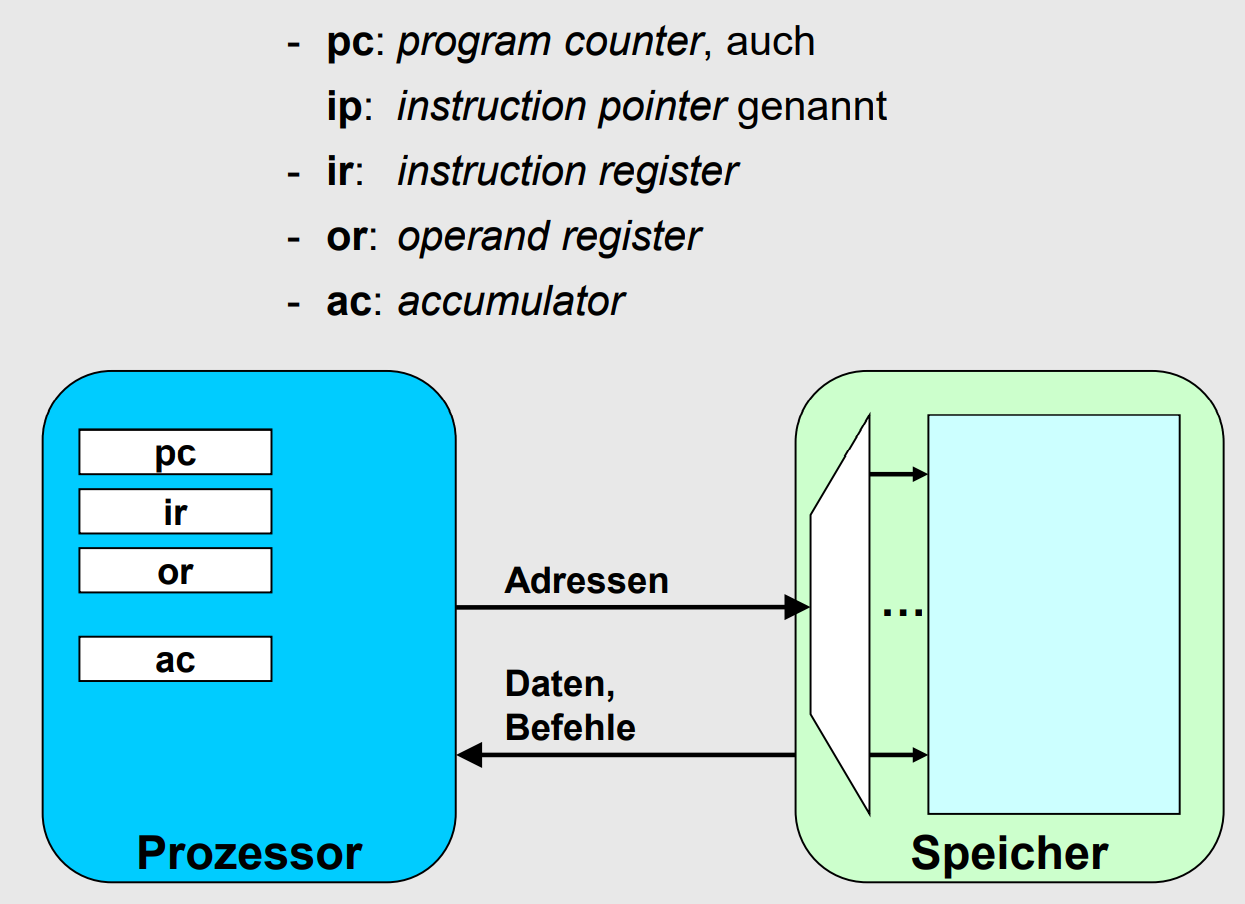 - pc: program counter, auch
ip: instruction pointer genannt
- ir: instruction register
- or: operand register
- ac: accumulator
pc
ir
or
ac
Adressen
Daten,
Befehle
...
Prozessor
Speicher